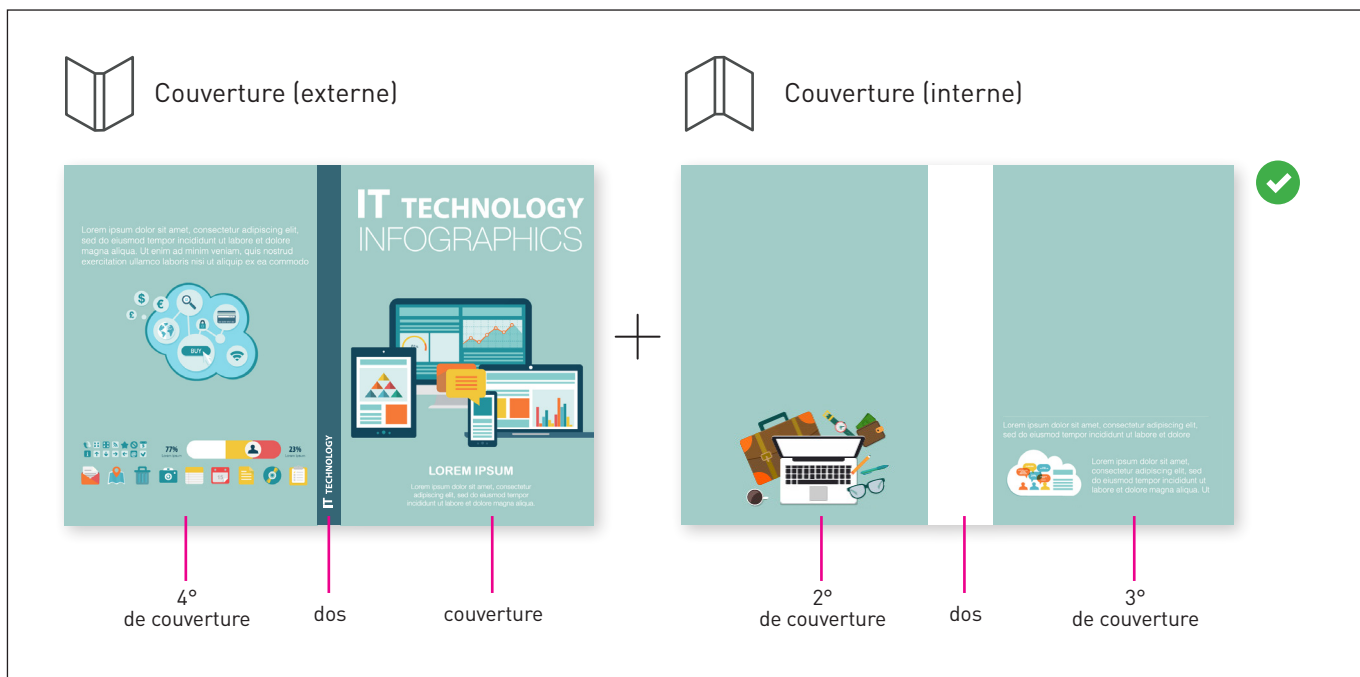 Couverture (externe)
Couverture (interne)
Lorem ipsum dolor sit amet, consectetur adipiscing elit,
sed do eiusmod tempor incididunt ut labore et dolore
magna aliqua. Ut enim ad minim veniam, quis nostrud
exercitation ullamco laboris nisi ut aliquip ex ea commodo
$
€
£
BUY
77%
23%
IT TECHNOLOGY
IT TECHNOLOGY
INFOGRAPHICS
LOREM IPSUM
Lorem ipsum dolor sit amet, consectetur
adipiscing elit, sed do eiusmod tempor
incididunt ut labore et dolore magna aliqua.
Lorem ipsum dolor sit amet, consectetur adipiscing elit,
sed do eiusmod tempor incididunt ut labore et dolore
Lorem ipsum dolor sit amet,
consectetur adipiscing elit, sed
do eiusmod tempor incididunt ut
labore et dolore magna aliqua. Ut
4°
de couverture
dos
couverture
2°
de couverture
dos
3°
de couverture